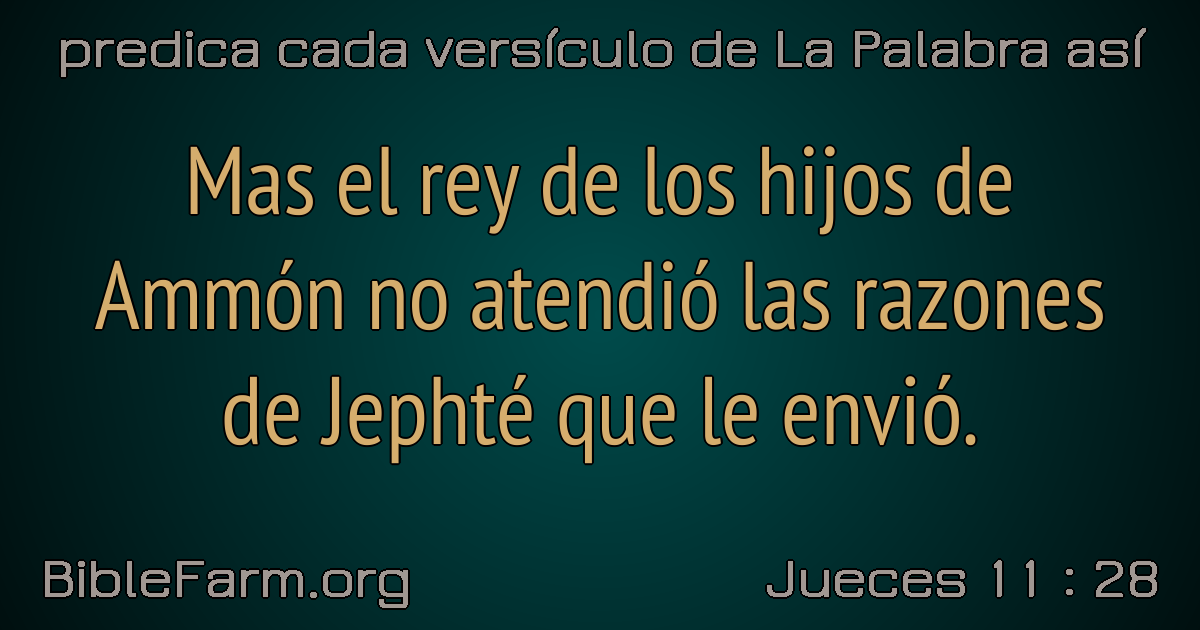 predica cada versículo de La Palabra así
Mas el rey de los hijos de
Ammón no atendió las razones
de Jephté que le envió.
BibleFarm.org
Jueces 11 : 28